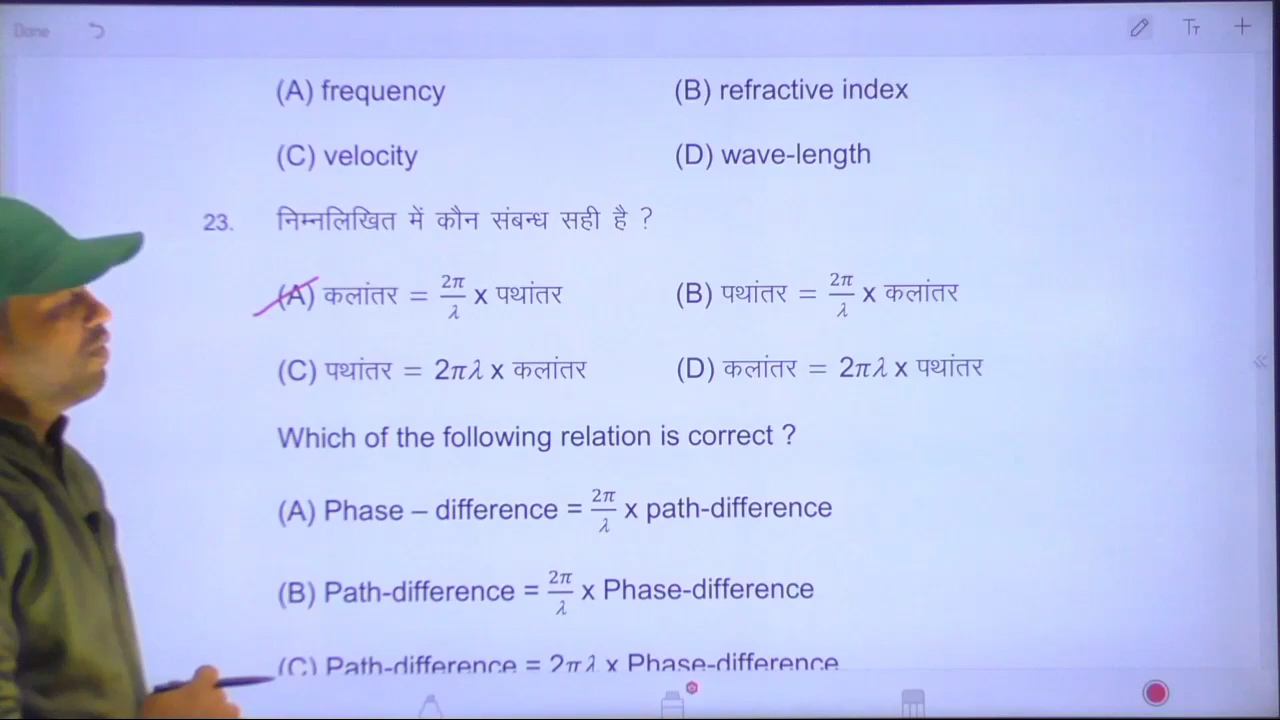 Done
(A) frequency (B) refractive index
(C) velocity (D) wave-length
23. निम्नलिखित में कौन संबन्ध सही है ?
(A) कलांतर = 2π/λ x पथांतर (B) पथांतर = 2π/λ x कलांतर
(C) पथांतर = 2πλ x कलांतर (D) कलांतर = 2πλ x पथांतर
Which of the following relation is correct ?
(A) Phase – difference = 2π/λ x path-difference
(B) Path-difference = 2π/λ x Phase-difference
(C) Path-difference = 2πλ x Phase-difference